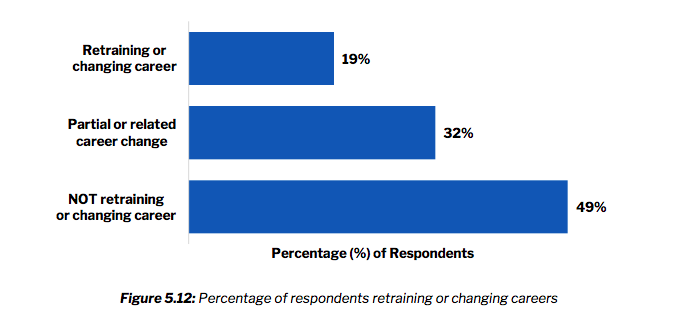 Retraining or
changing career
19%
Partial or related
career change
32%
NOT retraining
or changing career
49%
Percentage (%) of Respondents
Figure 5.12: Percentage of respondents retraining or changing careers